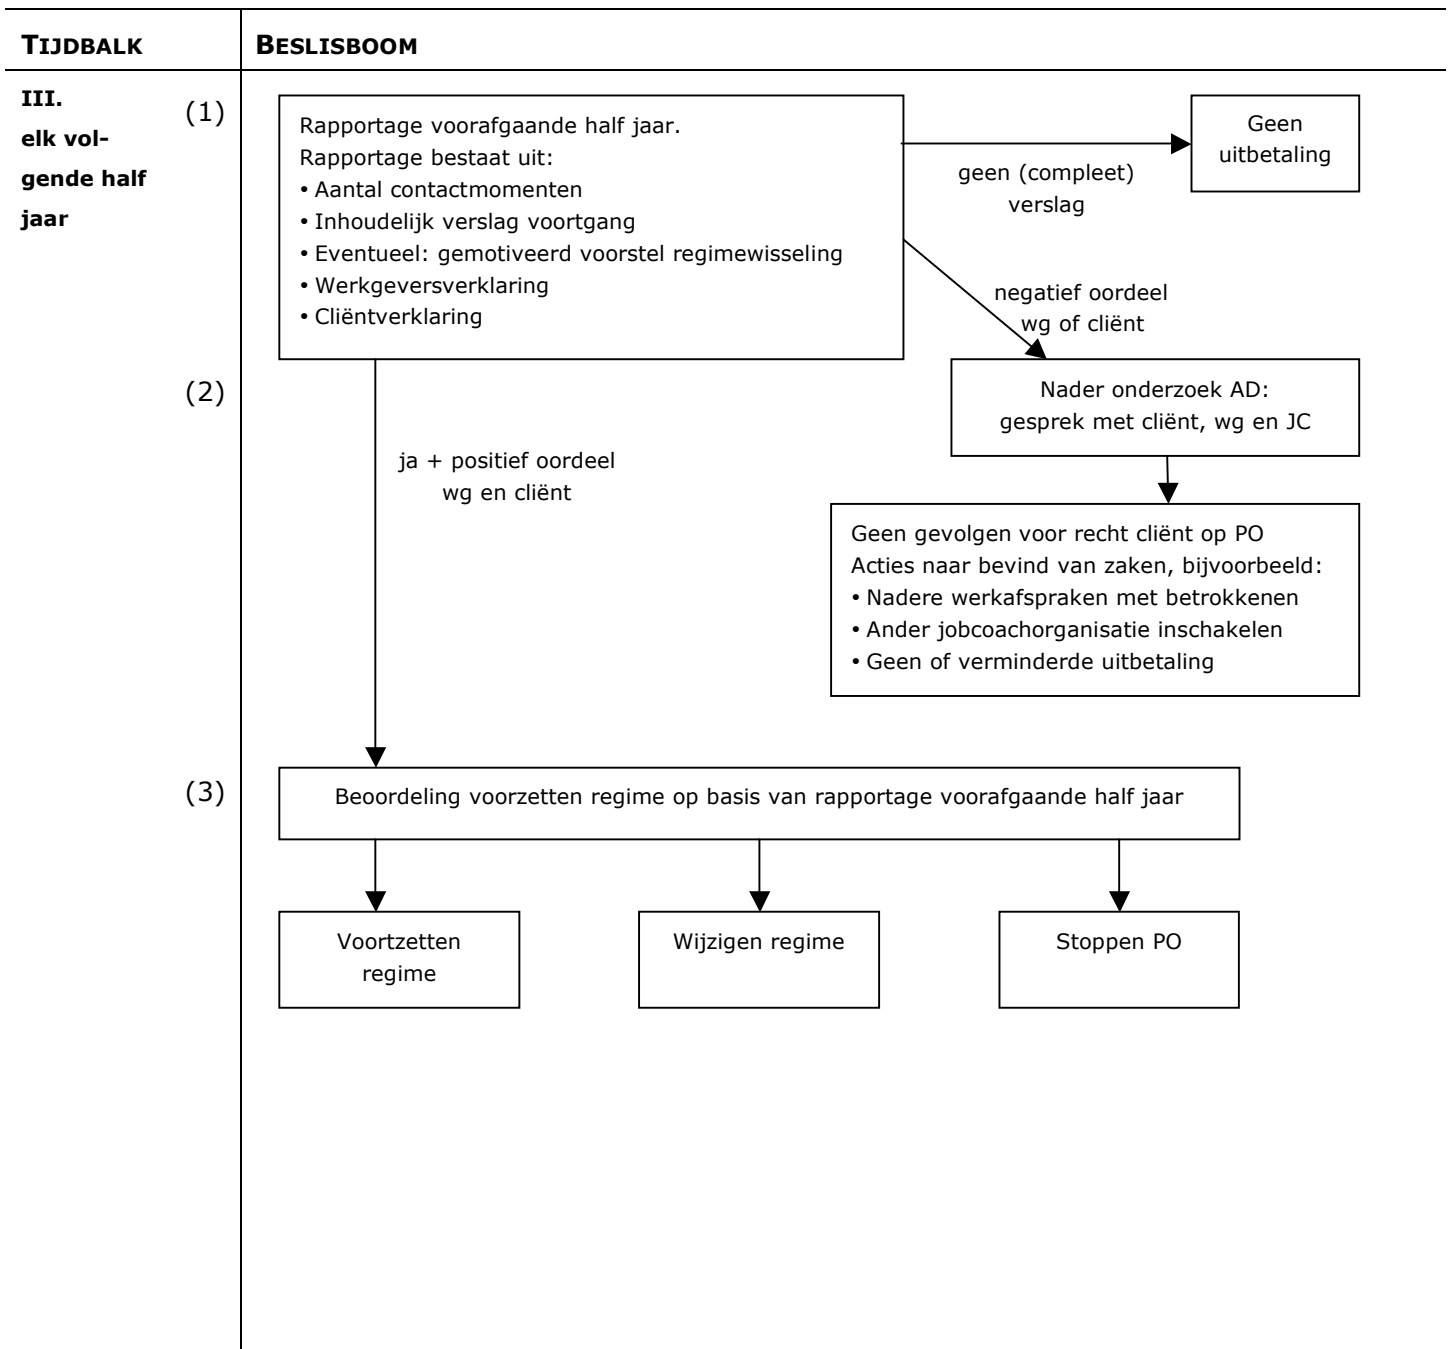 TIJDBALK
BESLISBOOM
III.
elk vol-
gende half
jaar
(1)
Rapportage voorafgaande half jaar.
Rapportage bestaat uit:
• Aantal contactmomenten
• Inhoudelijk verslag voortgang
• Eventueel: gemotiveerd voorstel regimewisseling
• Werkgeversverklaring
• Cliëntverklaring
geen (compleet)
verslag
Geen
uitbetaling
negatief oordeel
wg of cliënt
(2)
Nader onderzoek AD:
gesprek met cliënt, wg en JC
ja + positief oordeel
wg en cliënt
Geen gevolgen voor recht cliënt op PO
Acties naar bevind van zaken, bijvoorbeeld:
• Nadere werkafspraken met betrokkenen
• Ander jobcoachorganisatie inschakelen
• Geen of verminderde uitbetaling
(3)
Beoordeling voorzetten regime op basis van rapportage voorafgaande half jaar
Voortzetten
regime
Wijzigen regime
Stoppen PO